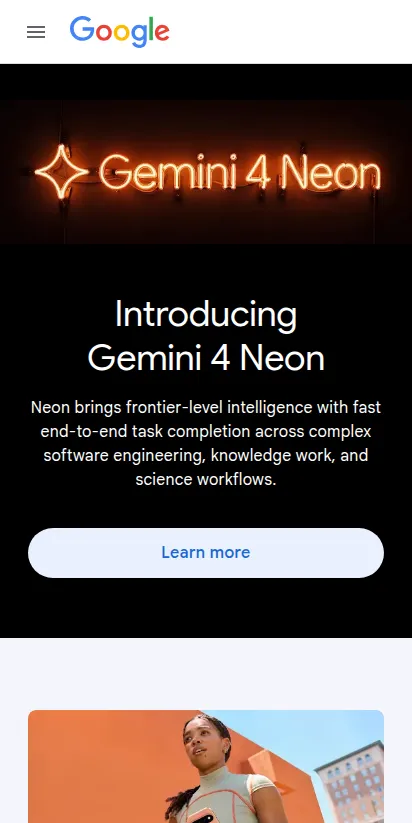 Google
Gemini 4 Neon
Introducing
Gemini 4 Neon
Neon brings frontier-level intelligence with fast
end-to-end task completion across complex
software engineering, knowledge work, and
science workflows.
Learn more